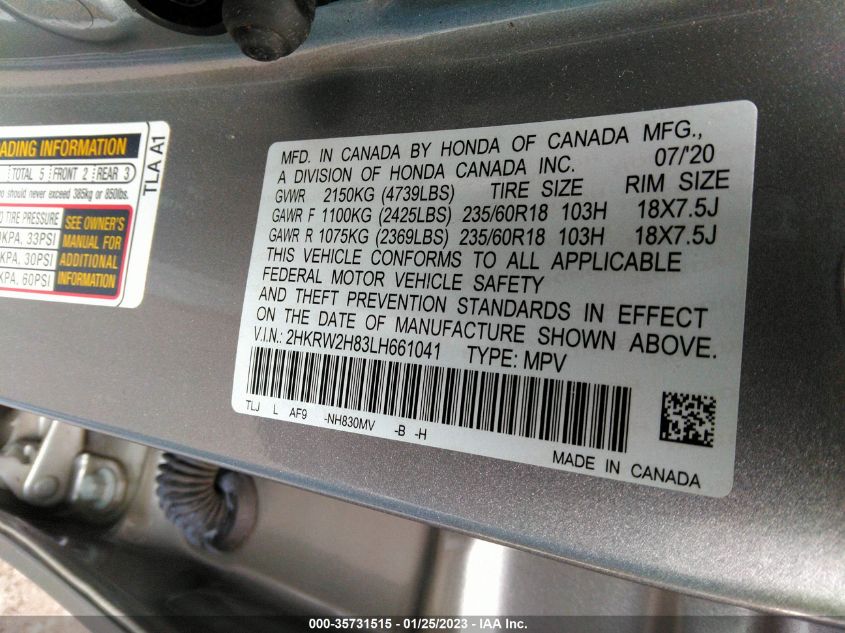 ADING INFORMATION
TOTAL 5 FRONT 2 REAR 3
o should never exceed 385kg or 850lbs.
TIRE PRESSURE
KPA, 33PSI
KPA, 30PSI
KPA, 60PSI
SEE OWNER'S
MANUAL FOR
ADDITIONAL
INFORMATION
TLA A1
MFD. IN CANADA BY HONDA OF CANADA MFG.,
A DIVISION OF HONDA CANADA INC. 07/'20
GVWR 2150KG (4739LBS) TIRE SIZE RIM SIZE
GAWR F 1100KG (2425LBS) 235/60R18 103H 18X7.5J
GAWR R 1075KG (2369LBS) 235/60R18 103H 18X7.5J
THIS VEHICLE CONFORMS TO ALL APPLICABLE
FEDERAL MOTOR VEHICLE SAFETY
AND THEFT PREVENTION STANDARDS IN EFFECT
ON THE DATE OF MANUFACTURE SHOWN ABOVE.
V.I.N.: 2HKRW2H83LH661041 TYPE: MPV
TLJ L AF9 -NH830MV -B -H
MADE IN CANADA
000-35731515 - 01/25/2023 - IAA Inc.